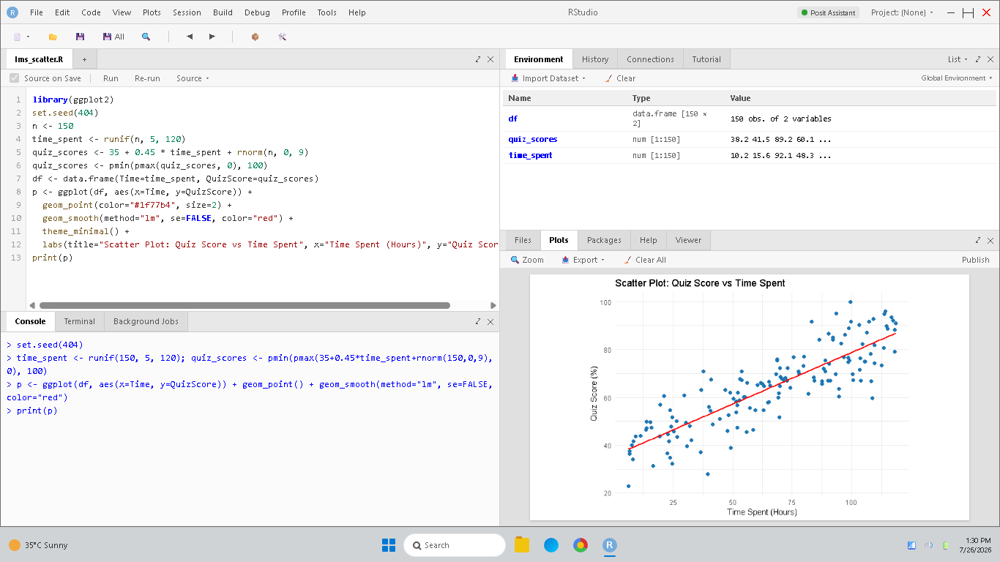 R File Edit Code View Plots Session Build Debug Profile Tools Help RStudio Posit Assistant Project: (None)
All
lms_scatter.R +
Source on Save Run Re-run Source
1 library(ggplot2)
2 set.seed(404)
3 n <- 150
4 time_spent <- runif(n, 5, 120)
5 quiz_scores <- 35 + 0.45 * time_spent + rnorm(n, 0, 9)
6 quiz_scores <- pmin(pmax(quiz_scores, 0), 100)
7 df <- data.frame(Time=time_spent, QuizScore=quiz_scores)
8 p <- ggplot(df, aes(x=Time, y=QuizScore)) +
9 geom_point(color="#1f77b4", size=2) +
10 geom_smooth(method="lm", se=FALSE, color="red") +
11 theme_minimal() +
12 labs(title="Scatter Plot: Quiz Score vs Time Spent", x="Time Spent (Hours)", y="Quiz Scor
13 print(p)
Console Terminal Background Jobs
> set.seed(404)
> time_spent <- runif(150, 5, 120); quiz_scores <- pmin(pmax(35+0.45*time_spent+rnorm(150,0,9),
0), 100)
> p <- ggplot(df, aes(x=Time, y=QuizScore)) + geom_point() + geom_smooth(method="lm", se=FALSE,
color="red")
> print(p)
Environment History Connections Tutorial List
Import Dataset Clear Global Environment
Name Type Value
df data.frame [150 ×
2] 150 obs. of 2 variables
quiz_scores num [1:150] 38.2 41.5 89.2 60.1 ...
time_spent num [1:150] 10.2 15.6 92.1 48.3 ...
Files Plots Packages Help Viewer
Zoom Export Clear All Publish
Scatter Plot: Quiz Score vs Time Spent
Quiz Score (%)
100
80
60
40
20
25 50 75 100
Time Spent (Hours)
35°C Sunny
Search
R
1:30 PM
7/26/2026